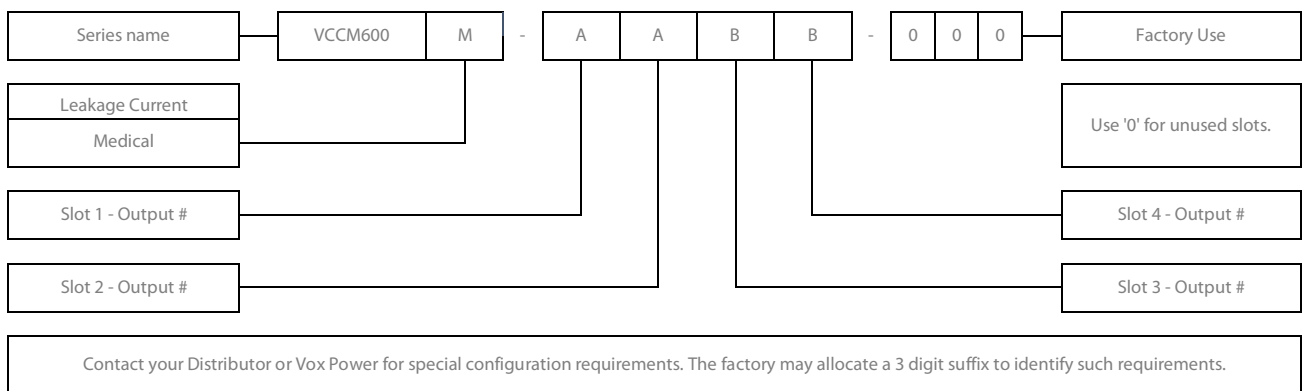 Series name VCCM600 M - A A B B - 0 0 0 Factory Use
Leakage Current
Medical
Use '0' for unused slots.
Slot 1 - Output #
Slot 4 - Output #
Slot 2 - Output #
Slot 3 - Output #
Contact your Distributor or Vox Power for special configuration requirements. The factory may allocate a 3 digit suffix to identify such requirements.